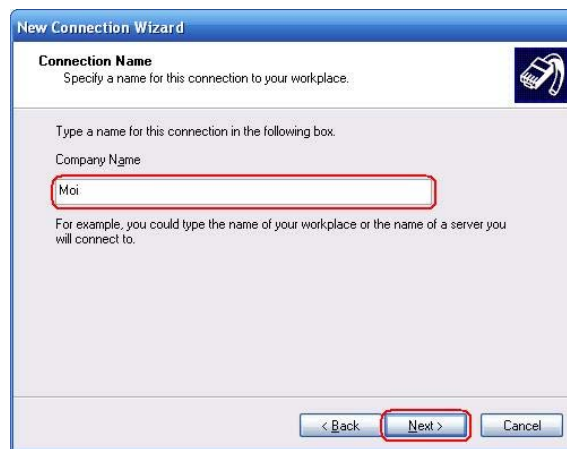 New Connection Wizard
Connection Name
Specify a name for this connection to your workplace.
Type a name for this connection in the following box.
Company Name
Moi
For example, you could type the name of your workplace or the name of a server you
will connect to.
< Back Next > Cancel